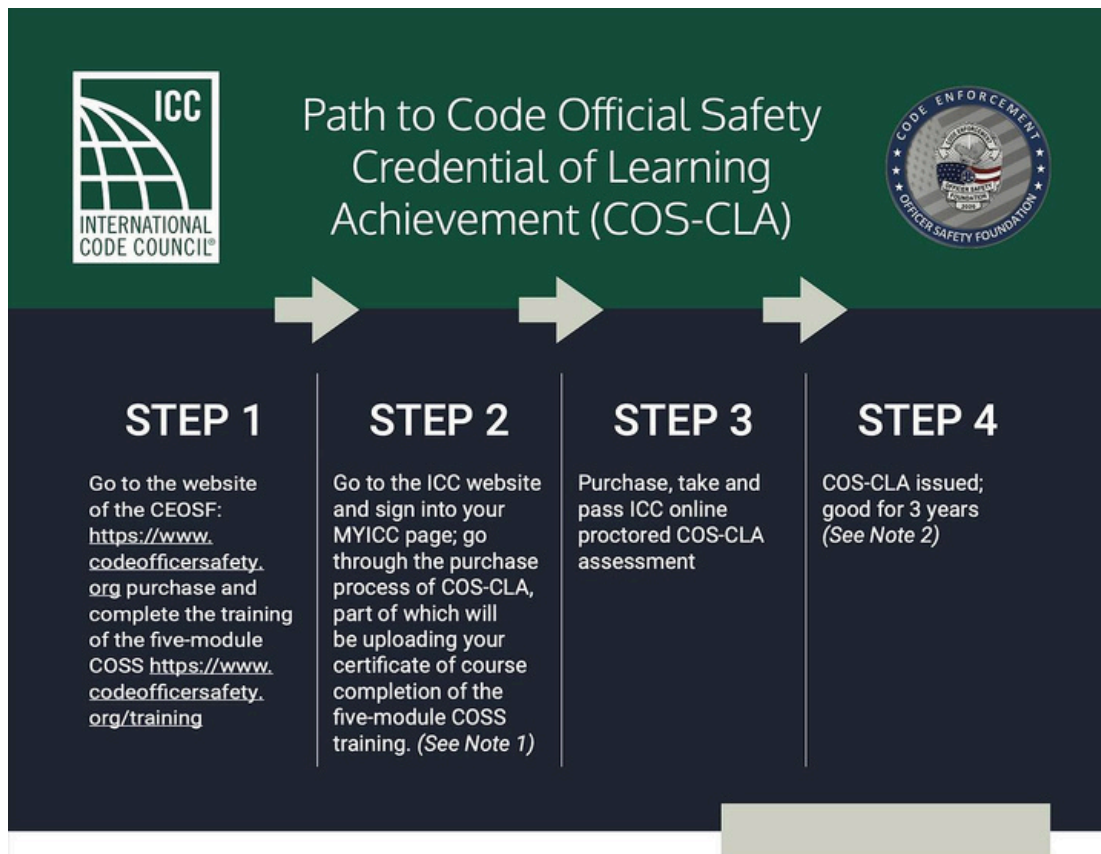 ICC
INTERNATIONAL
CODE COUNCIL®
Path to Code Official Safety
Credential of Learning
Achievement (COS-CLA)
CODE ENFORCEMENT
OFFICER SAFETY FOUNDATION
CODE ENFORCEMENT
OFFICER SAFETY
FOUNDATION
STEP 1
Go to the website
of the CEOSF:
https://www.
codeofficersafety.
org purchase and
complete the training
of the five-module
COSS https://www.
codeofficersafety.
org/training
STEP 2
Go to the ICC website
and sign into your
MYICC page; go
through the purchase
process of COS-CLA,
part of which will
be uploading your
certificate of course
completion of the
five-module COSS
training. (See Note 1)
STEP 3
Purchase, take and
pass ICC online
proctored COS-CLA
assessment
STEP 4
COS-CLA issued;
good for 3 years
(See Note 2)